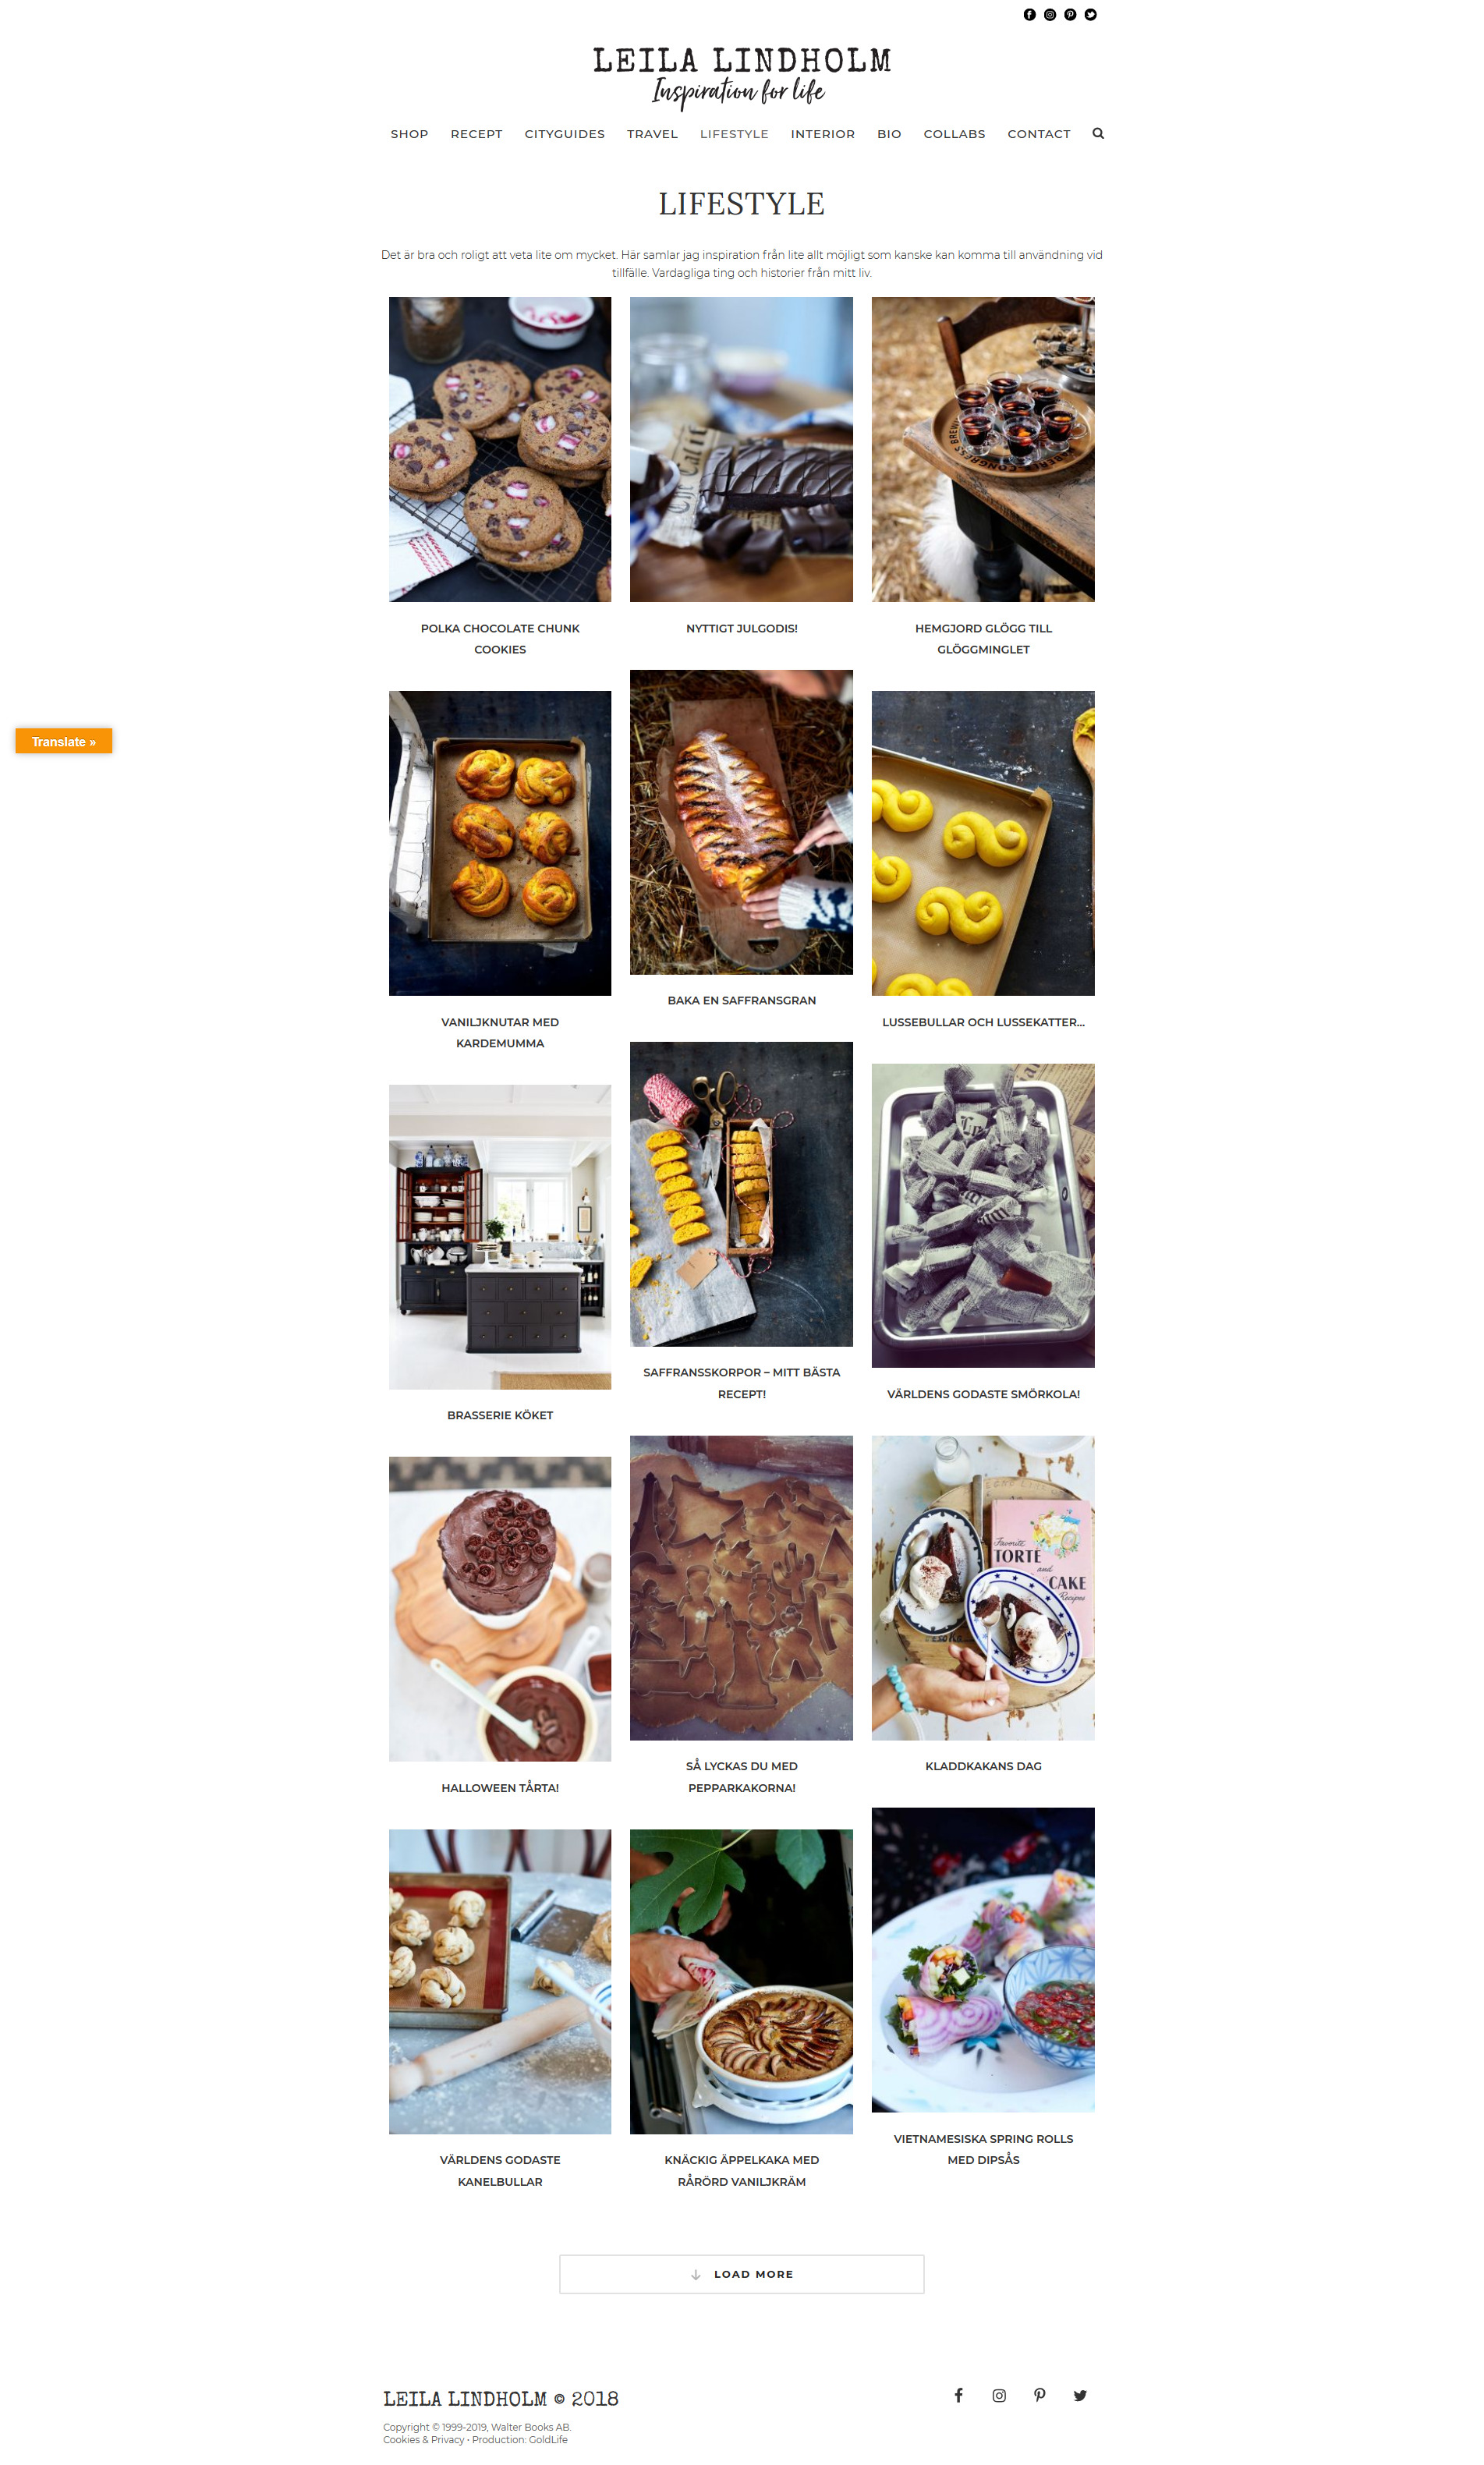 LEILA LINDHOLM
Inspiration for life
SHOP RECEPT CITYGUIDES TRAVEL LIFESTYLE INTERIOR BIO COLLABS CONTACT
LIFESTYLE
Det är bra och roligt att veta lite om mycket. Här samlar jag inspiration från lite allt möjligt som kanske kan komma till användning vid
tillfälle. Vardagliga ting och historier från mitt liv.
POLKA CHOCOLATE CHUNK
COOKIES
NYTTIGT JULGODIS!
HEMGJORD GLÖGG TILL
GLÖGGMINGLET
Translate »
VANILJKNUTAR MED
KARDEMUMMA
BAKA EN SAFFRANSGRAN
LUSSEBULLAR OCH LUSSEKATTER...
BRASSERIE KÖKET
SAFFRANSSKORPOR – MITT BÄSTA
RECEPT!
VÄRLDENS GODASTE SMÖRKOLA!
Favorite
TORTE
and
CAKE
Recipes
HALLOWEEN TÅRTA!
SÅ LYCKAS DU MED
PEPPARKAKORNA!
KLADDKAKANS DAG
VÄRLDENS GODASTE
KANELBULLAR
KNÄCKIG ÄPPELKAKA MED
RÅRÖRD VANILJKRÄM
VIETNAMESISKA SPRING ROLLS
MED DIPSÅS
LOAD MORE
LEILA LINDHOLM © 2018
Copyright © 1999-2019, Walter Books AB.
Cookies & Privacy • Production: GoldLife